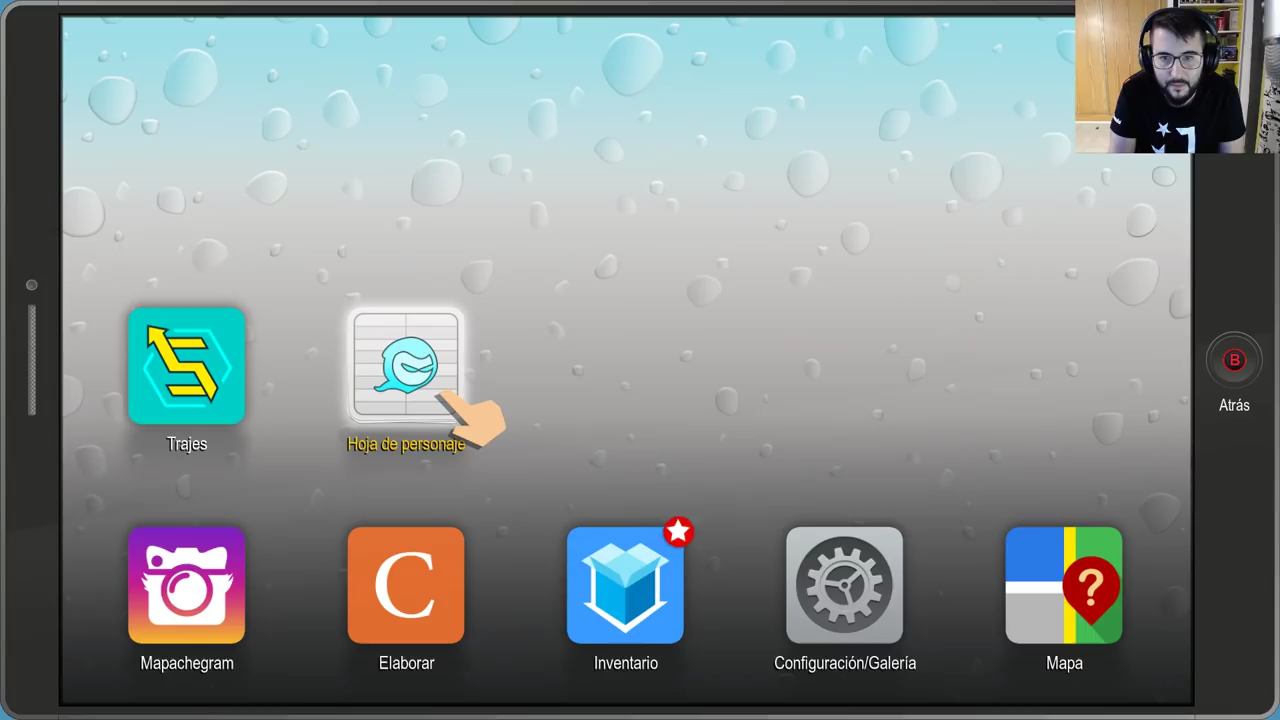 B
Atrás
Trajes
Hoja de personaje
C
?
Mapachegram
Elaborar
Inventario
Configuración/Galería
Mapa